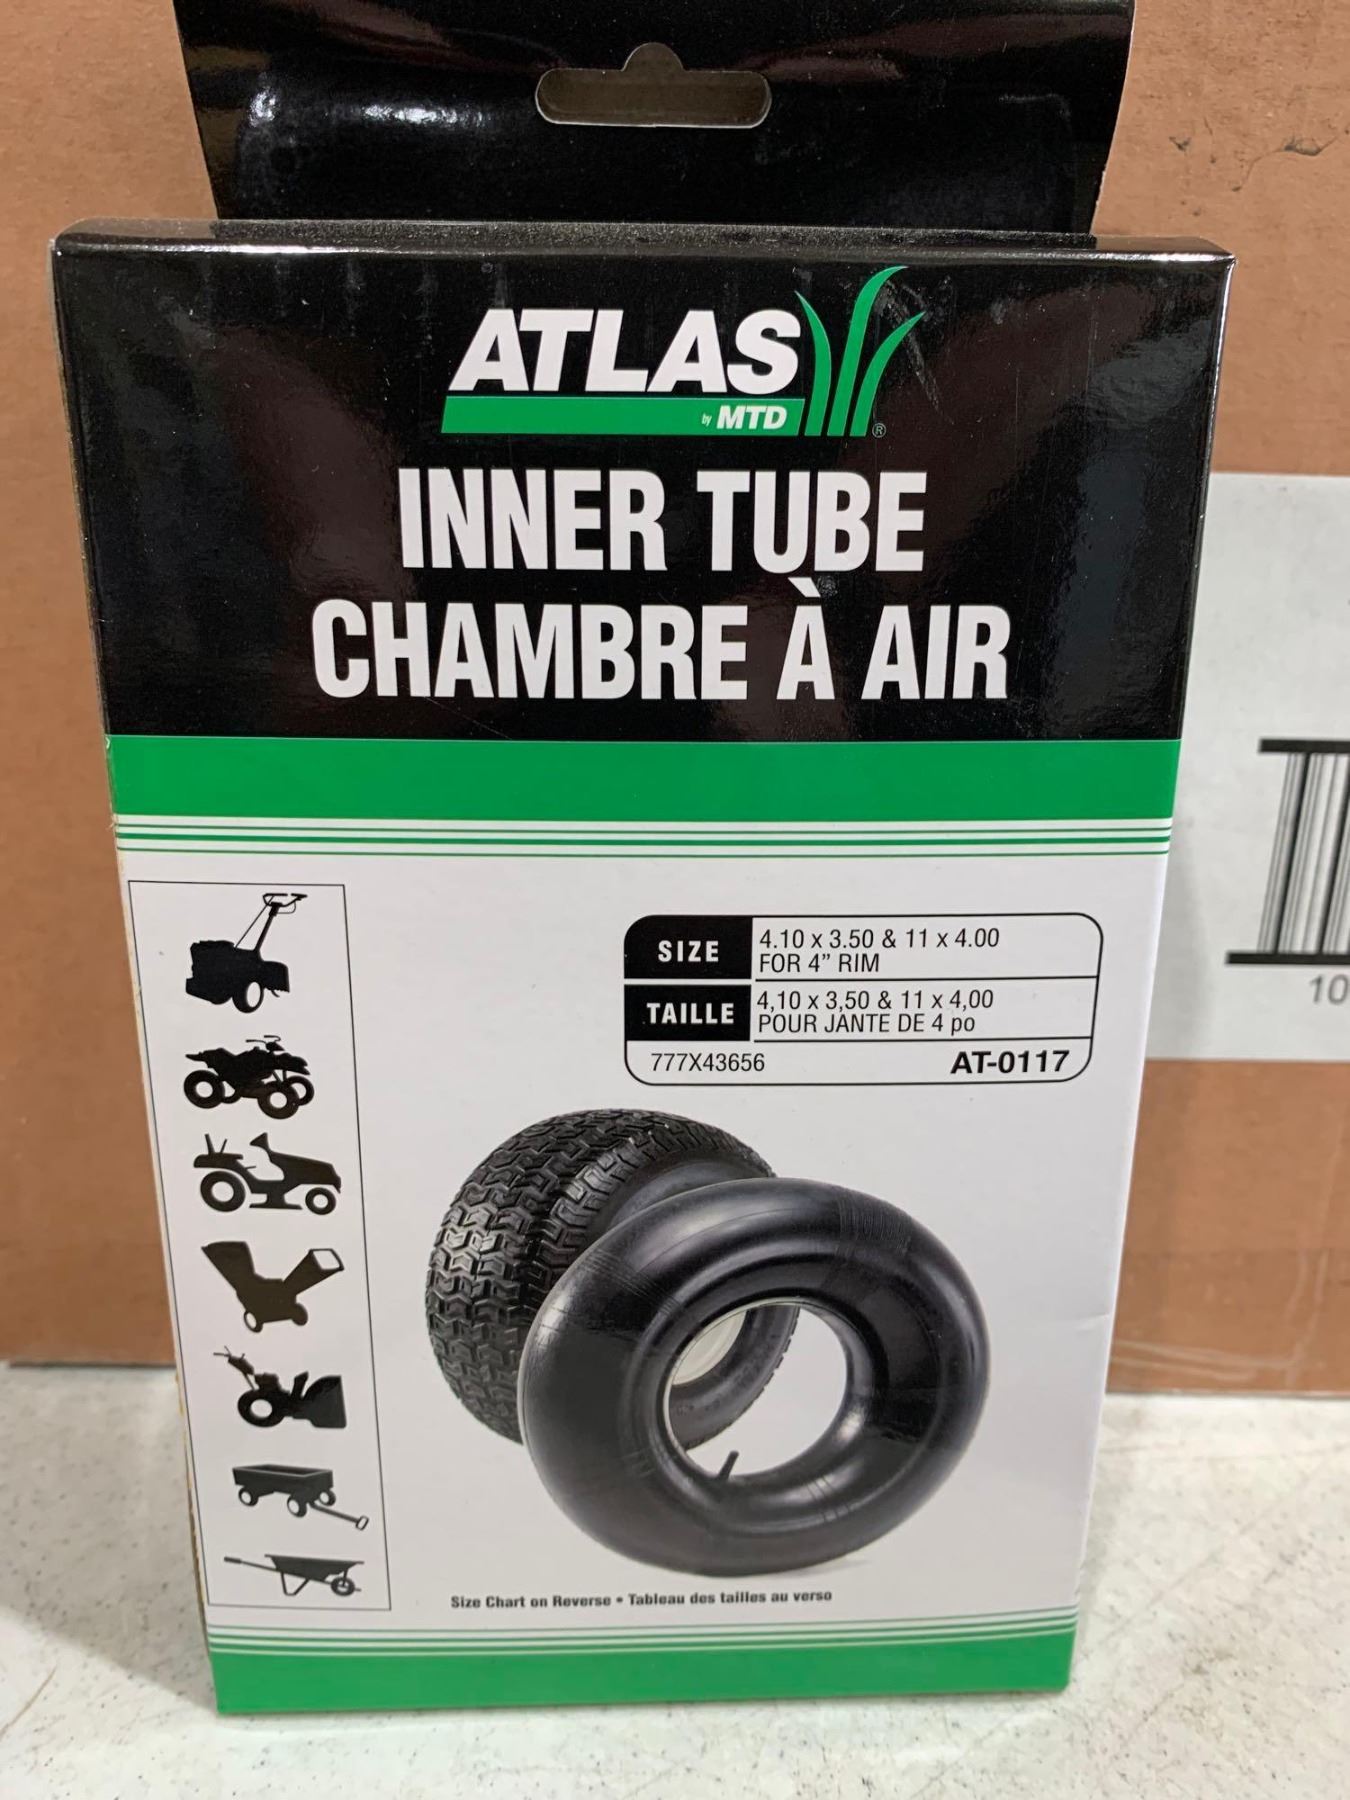 ATLAS
by MTD
®
INNER TUBE
CHAMBRE À AIR
SIZE
4.10 x 3.50 & 11 x 4.00
FOR 4" RIM
TAILLE
4,10 x 3,50 & 11 x 4,00
POUR JANTE DE 4 po
777X43656 AT-0117
Size Chart on Reverse • Tableau des tailles au verso
10